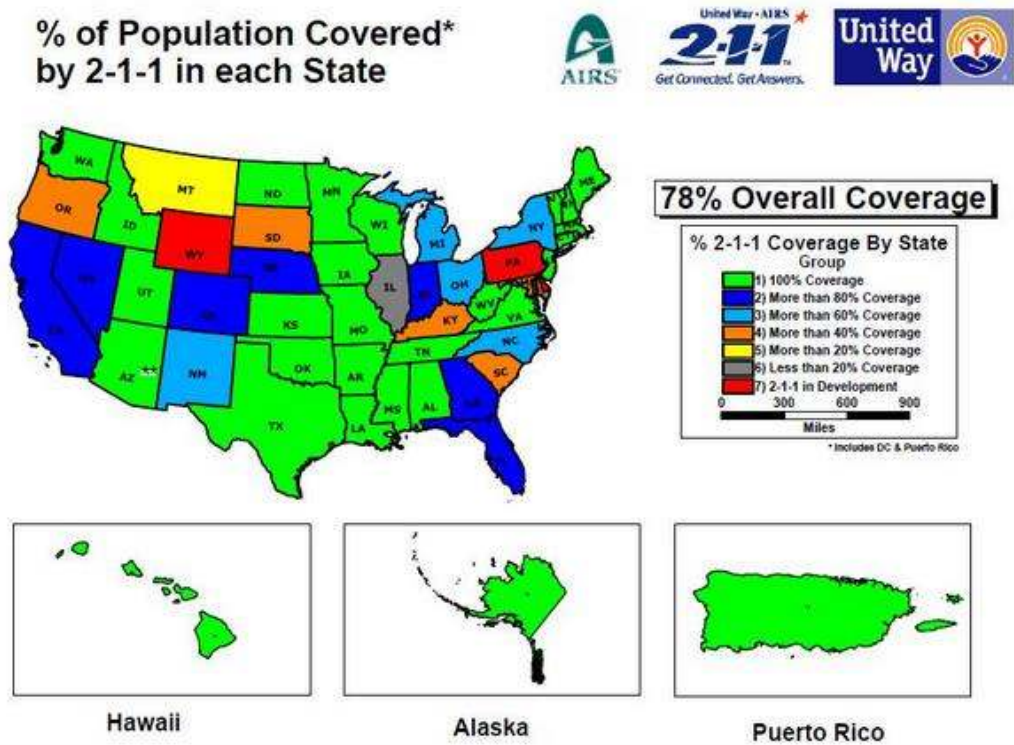 % of Population Covered*
by 2-1-1 in each State
AIRS
United Way • AIRS
2-1-1
Get Connected. Get Answers.
United
Way
78% Overall Coverage
% 2-1-1 Coverage By State
Group
1) 100% Coverage
2) More than 80% Coverage
3) More than 60% Coverage
4) More than 40% Coverage
5) More than 20% Coverage
6) Less than 20% Coverage
7) 2-1-1 in Development
0 300 600 900
Miles
* Includes DC & Puerto Rico
WA
MT
ND
MN
ME
OR
ID
WY
SD
WI
MI
NY
PA
IA
IL
OH
UT
KS
MO
KY
WV
VA
AZ **
NM
OK
AR
TN
NC
SC
TX
LA
MS
AL
Hawaii
Alaska
Puerto Rico